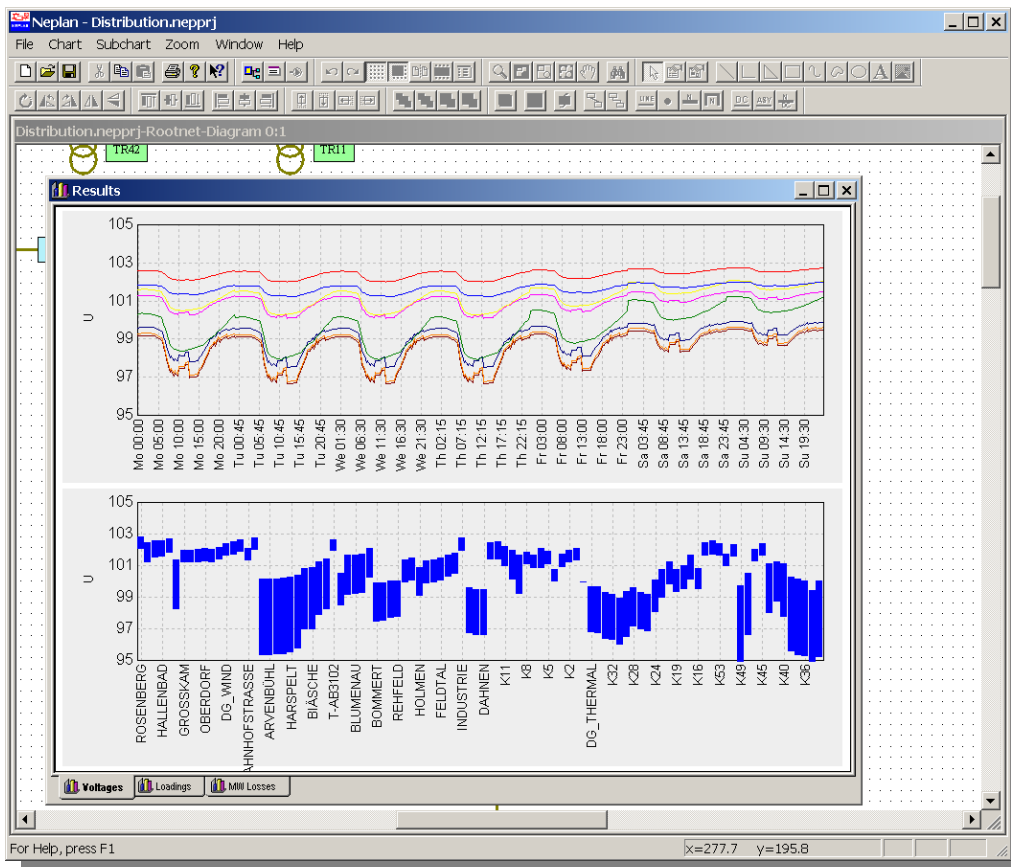 Neplan - Distribution.nepprj
File Chart Subchart Zoom Window Help
LINE N N DC ASY N
Distribution.nepprj-Rootnet-Diagram 0:1
TR42 TR11
Results
105
103
101
99
97
95
U
Mo 00:00 Mo 05:00 Mo 10:00 Mo 15:00 Mo 20:00 Tu 00:45 Tu 05:45 Tu 10:45 Tu 15:45 Tu 20:45 We 01:30 We 06:30 We 11:30 We 16:30 We 21:30 Th 02:15 Th 07:15 Th 12:15 Th 17:15 Th 22:15 Fr 03:00 Fr 08:00 Fr 13:00 Fr 18:00 Fr 23:00 Sa 03:45 Sa 08:45 Sa 13:45 Sa 18:45 Sa 23:45 Su 04:30 Su 09:30 Su 14:30 Su 19:30
105
103
101
99
97
95
U
ROSENBERG HALLENBAD GROSSKAM OBERDORF DG_WIND AHNHOFSTRASSE ARVENBÜHL HARSPELT BIÄSCHE T-AB3102 BLUMENAU BOMMERT REHFELD HOLMEN FELDTAL INDUSTRIE DAHNEN K11 K8 K5 K2 DG_THERMAL K32 K28 K24 K19 K16 K53 K49 K45 K40 K36
Voltages Loadings MW Losses
For Help, press F1 x=277.7 y=195.8